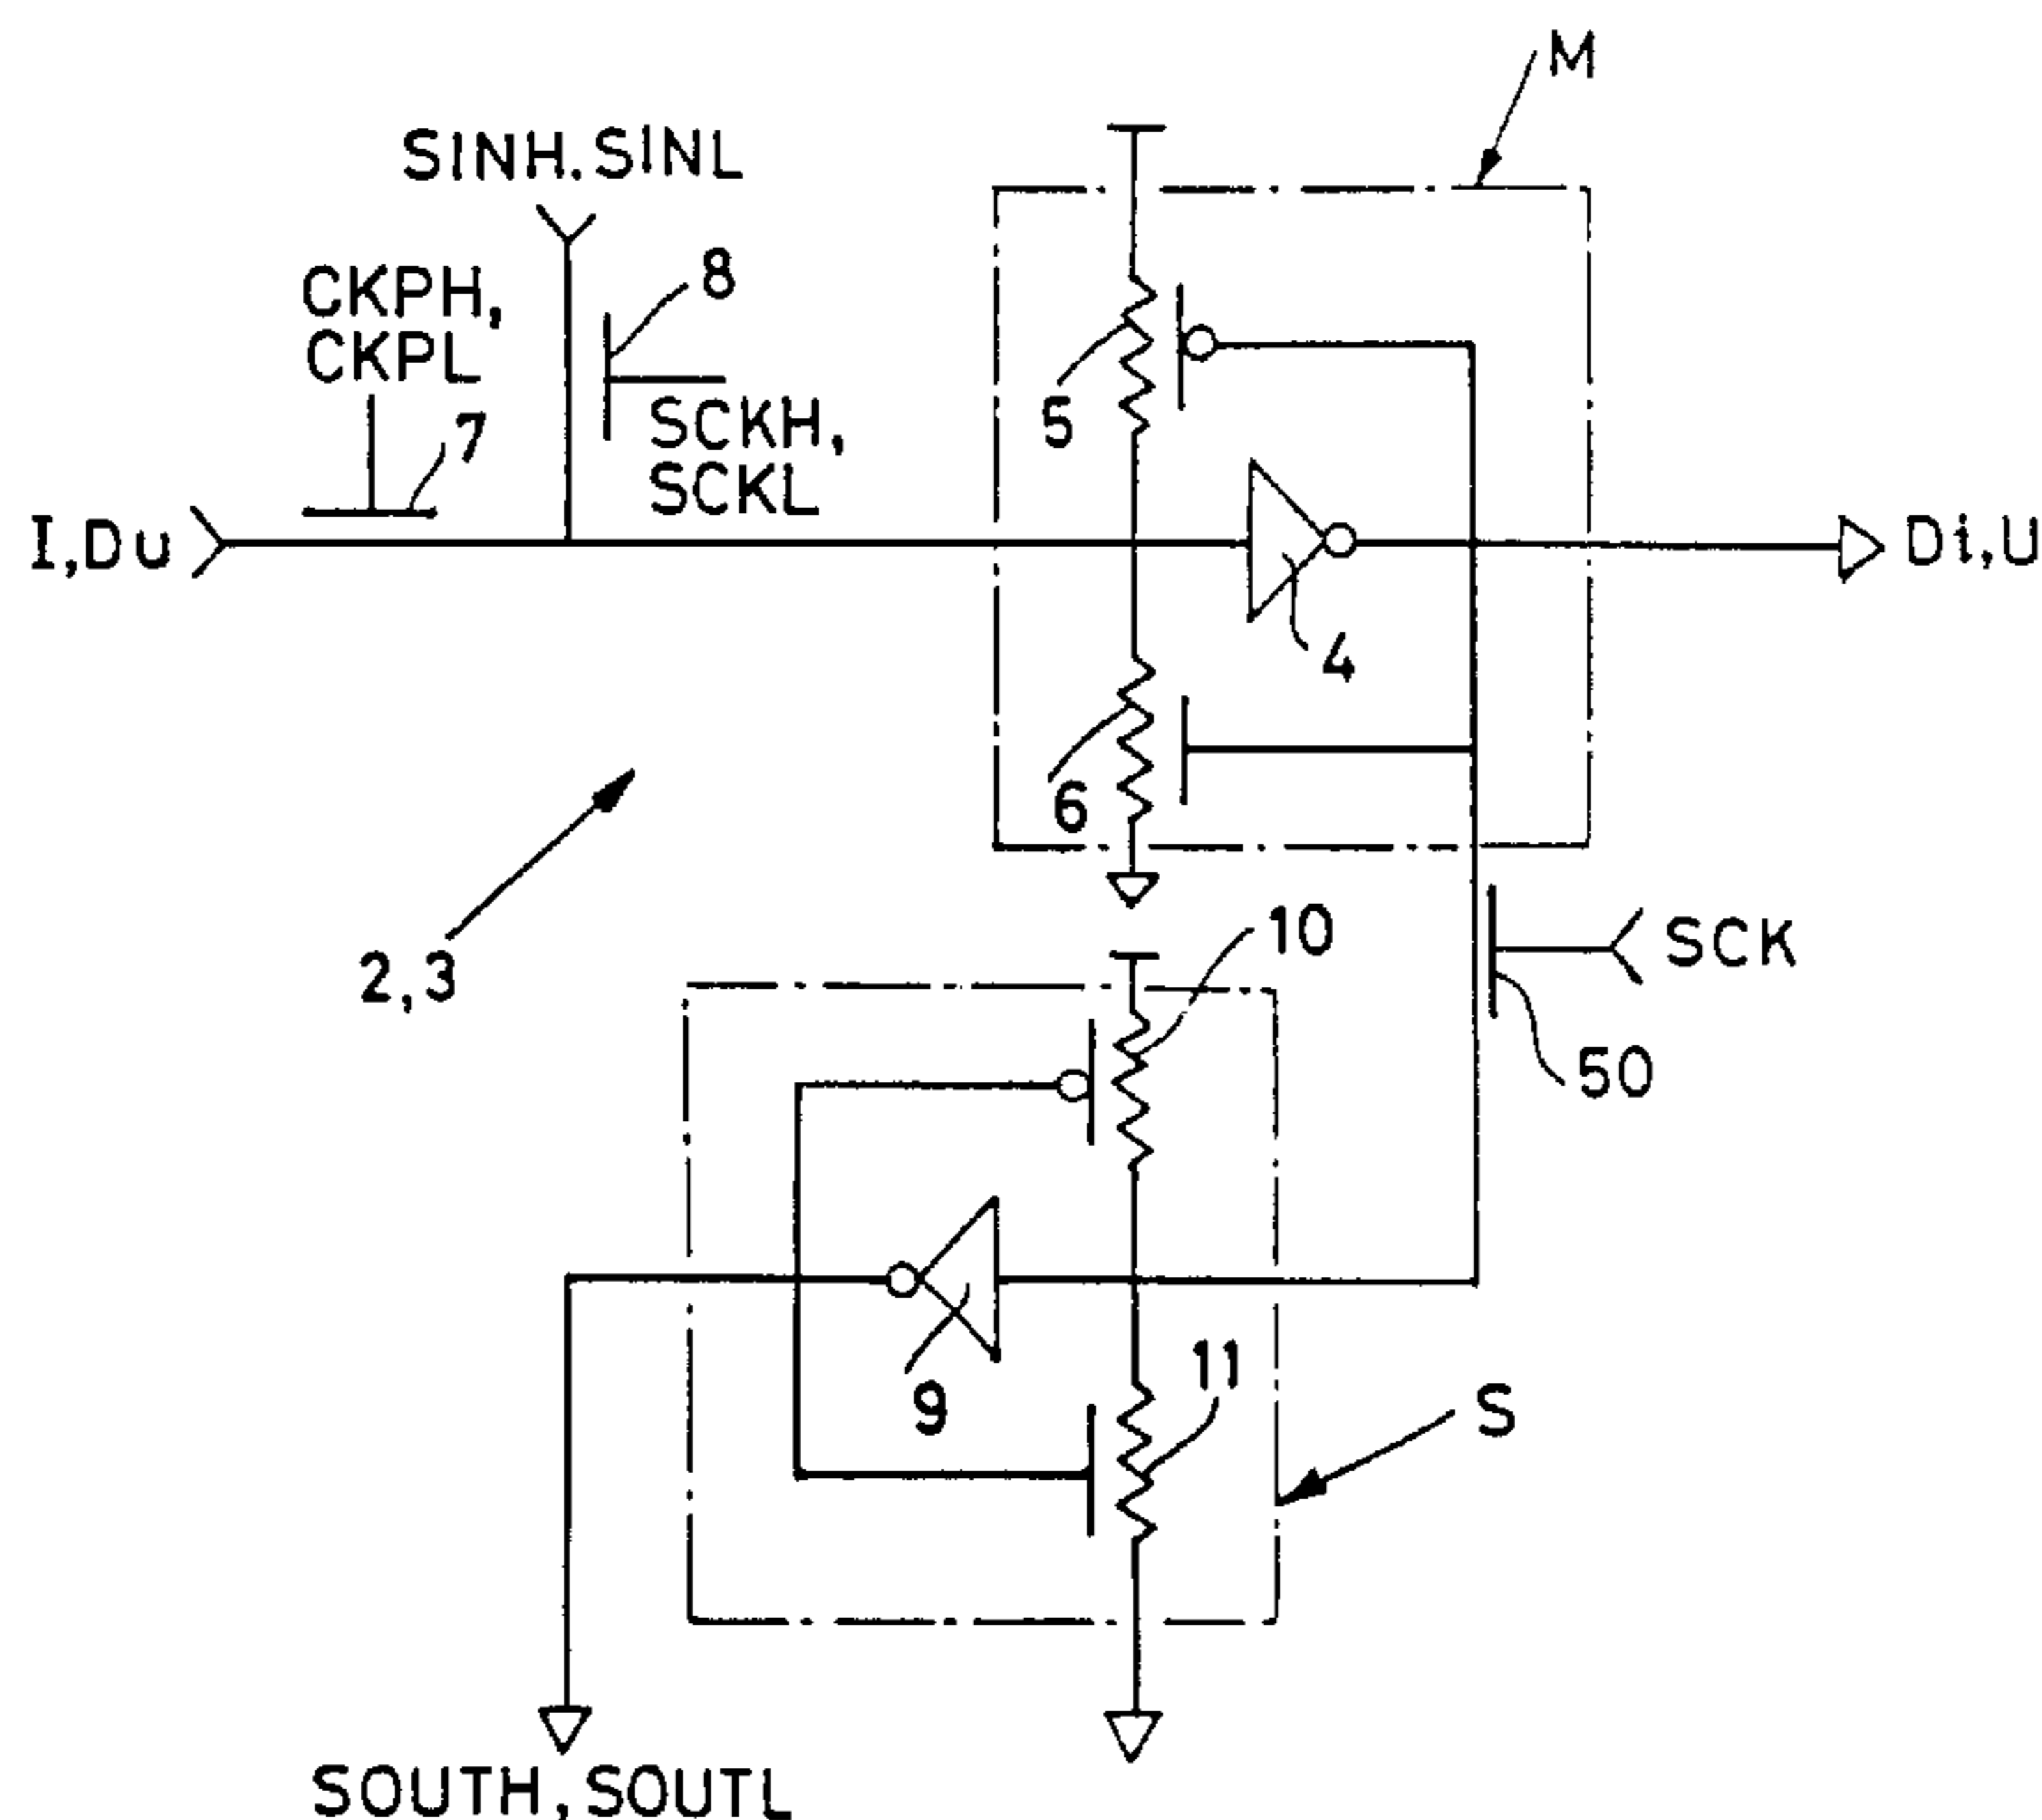 M
SINH.SINL
CKPH,
CKPL
8
7
5
SCKH,
SCKL
I,Du
Di,U
4
6
2,3
10
SCK
50
9
11
S
SOUTH,SOUTL